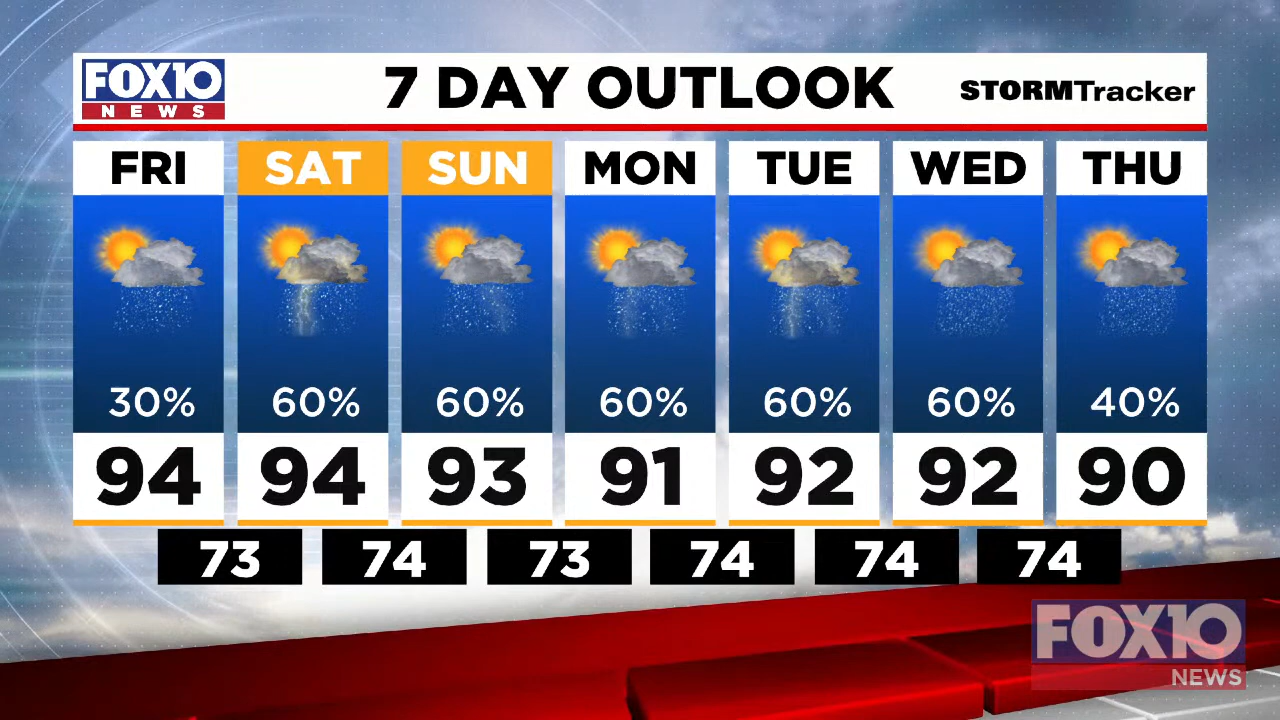 FOX10
NEWS
7 DAY OUTLOOK
STORMTracker
FRI SAT SUN MON TUE WED THU
30% 60% 60% 60% 60% 60% 40%
94 94 93 91 92 92 90
73 74 73 74 74 74
FOX10
NEWS